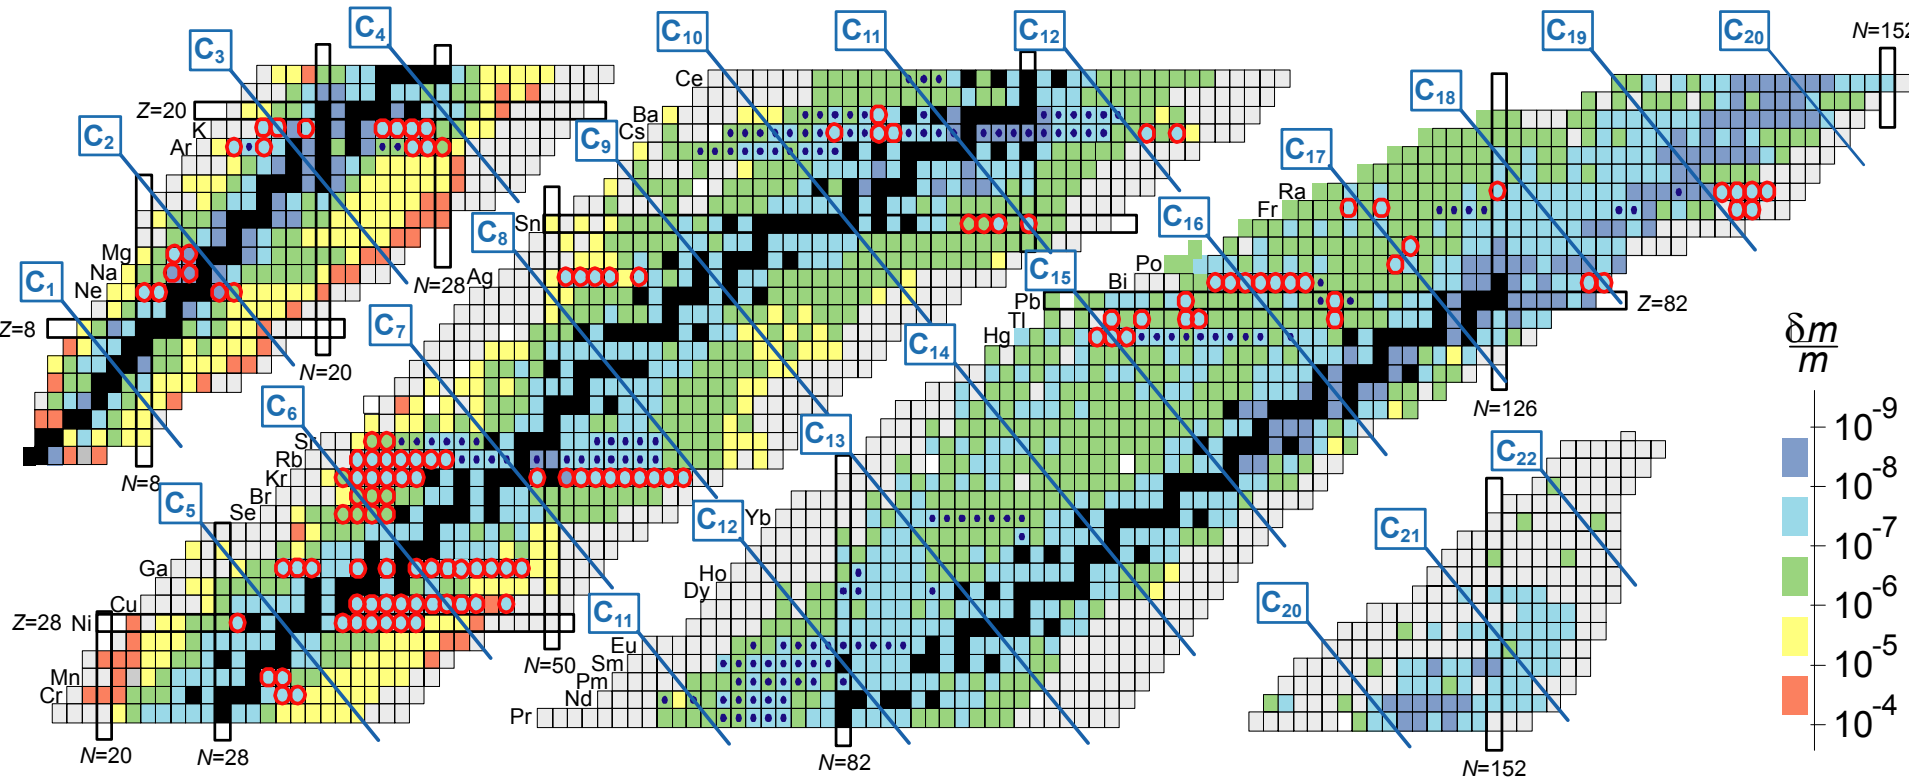 C1
C2
C3
C4
Z=20
K
Ar
Mg
Na
Ne
Z=8
N=8
N=20
N=28
C5
C6
C7
C8
C9
C10
C11
C12
Ce
Ba
Cs
Sn
Ag
Sr
Rb
Kr
Br
Se
Ga
Cu
Z=28 Ni
Mn
Cr
N=20
N=28
N=50
C11
C12
C13
C14
C15
C16
C17
C18
C19
C20
N=152
Ra
Fr
Po
Bi
Pb
Tl
Hg
Z=82
N=126
Yb
Ho
Dy
Eu
Sm
Pm
Nd
Pr
N=82
C20
C21
C22
N=152
δm
m
10-9
10-8
10-7
10-6
10-5
10-4